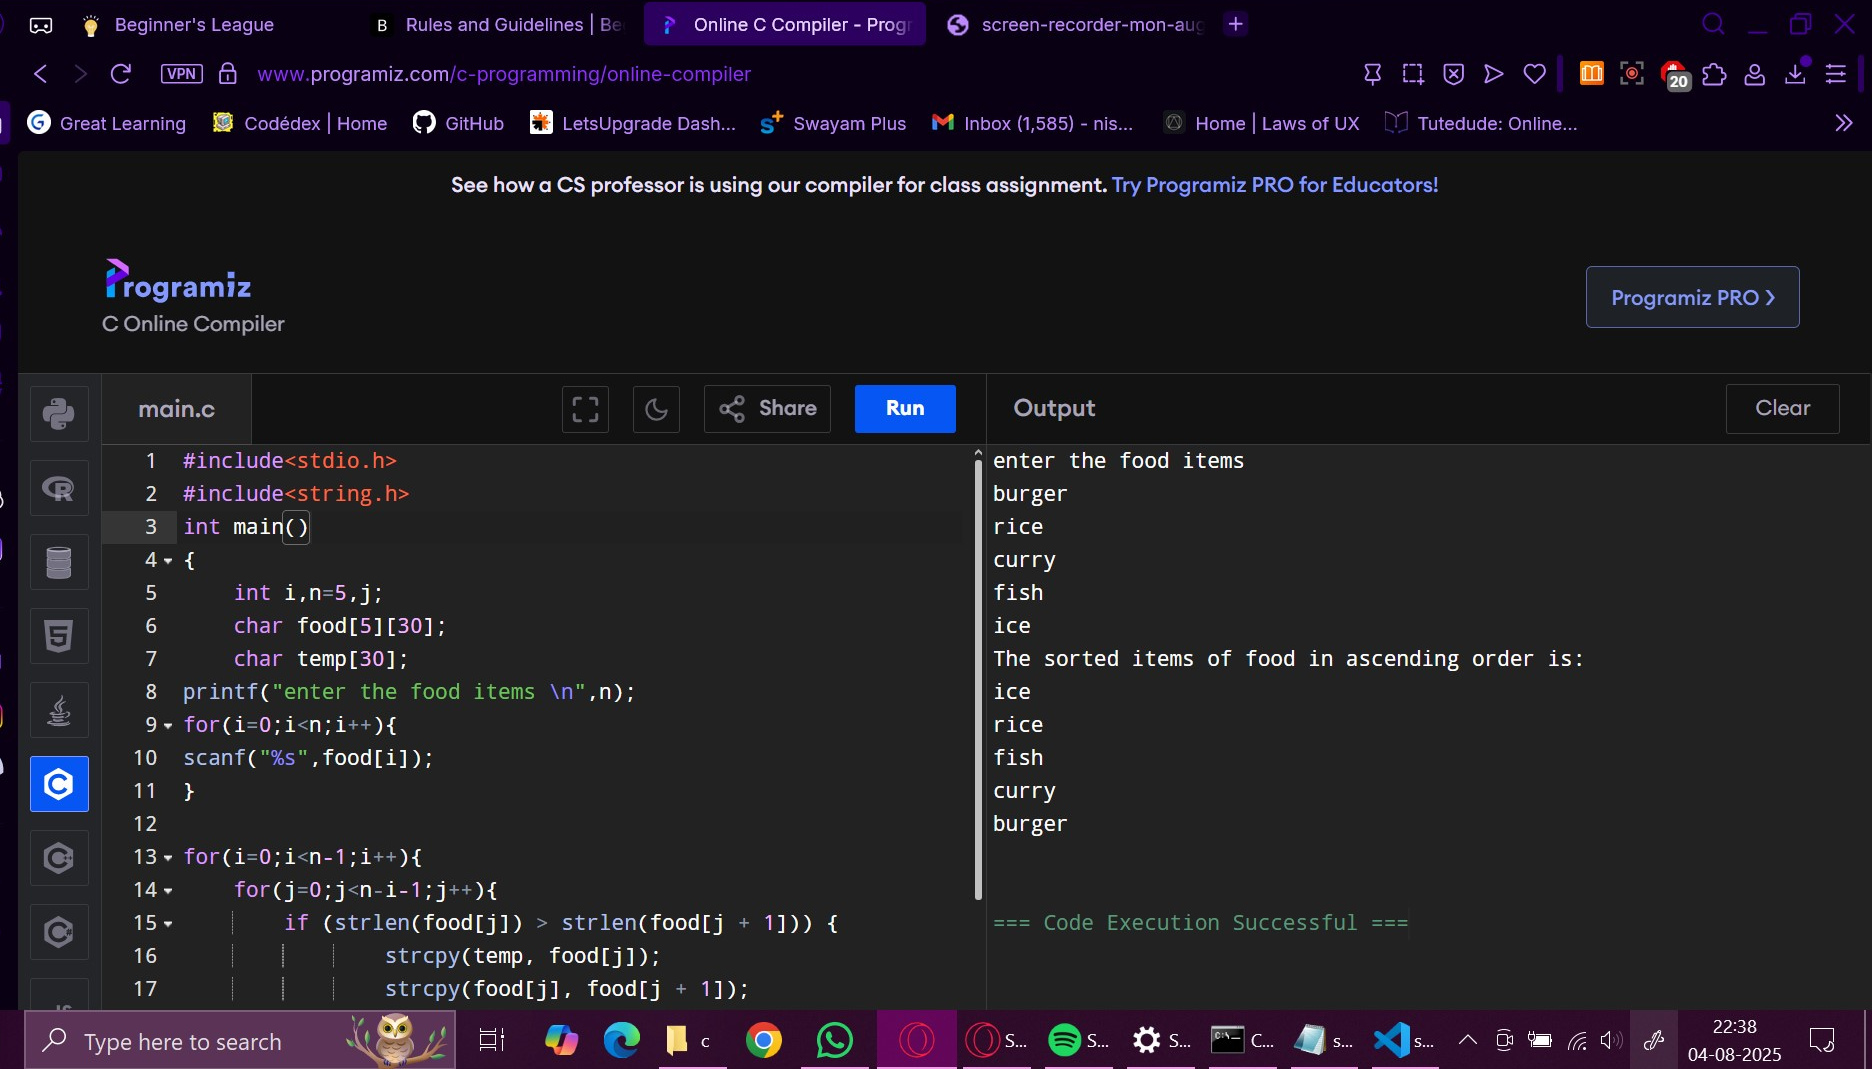 Beginner's League
B Rules and Guidelines | Be
Online C Compiler - Progr
screen-recorder-mon-aug
VPN
www.programiz.com/c-programming/online-compiler
20
Great Learning
Codédex | Home
GitHub
LetsUpgrade Dash...
Swayam Plus
Inbox (1,585) - nis...
Home | Laws of UX
Tutedude: Online...
See how a CS professor is using our compiler for class assignment. Try Programiz PRO for Educators!
Programiz
C Online Compiler
Programiz PRO
main.c
Share
Run
Output
Clear
1 #include<stdio.h>
2 #include<string.h>
3 int main()
4 {
5 int i,n=5,j;
6 char food[5][30];
7 char temp[30];
8 printf("enter the food items \n",n);
9 for(i=0;i<n;i++){
10 scanf("%s",food[i]);
11 }
12
13 for(i=0;i<n-1;i++){
14 for(j=0;j<n-i-1;j++){
15 if (strlen(food[j]) > strlen(food[j + 1])) {
16 strcpy(temp, food[j]);
17 strcpy(food[j], food[j + 1]);
enter the food items
burger
rice
curry
fish
ice
The sorted items of food in ascending order is:
ice
rice
fish
curry
burger
=== Code Execution Successful ===
Type here to search
c
S...
S...
S...
C...
s...
s...
22:38
04-08-2025